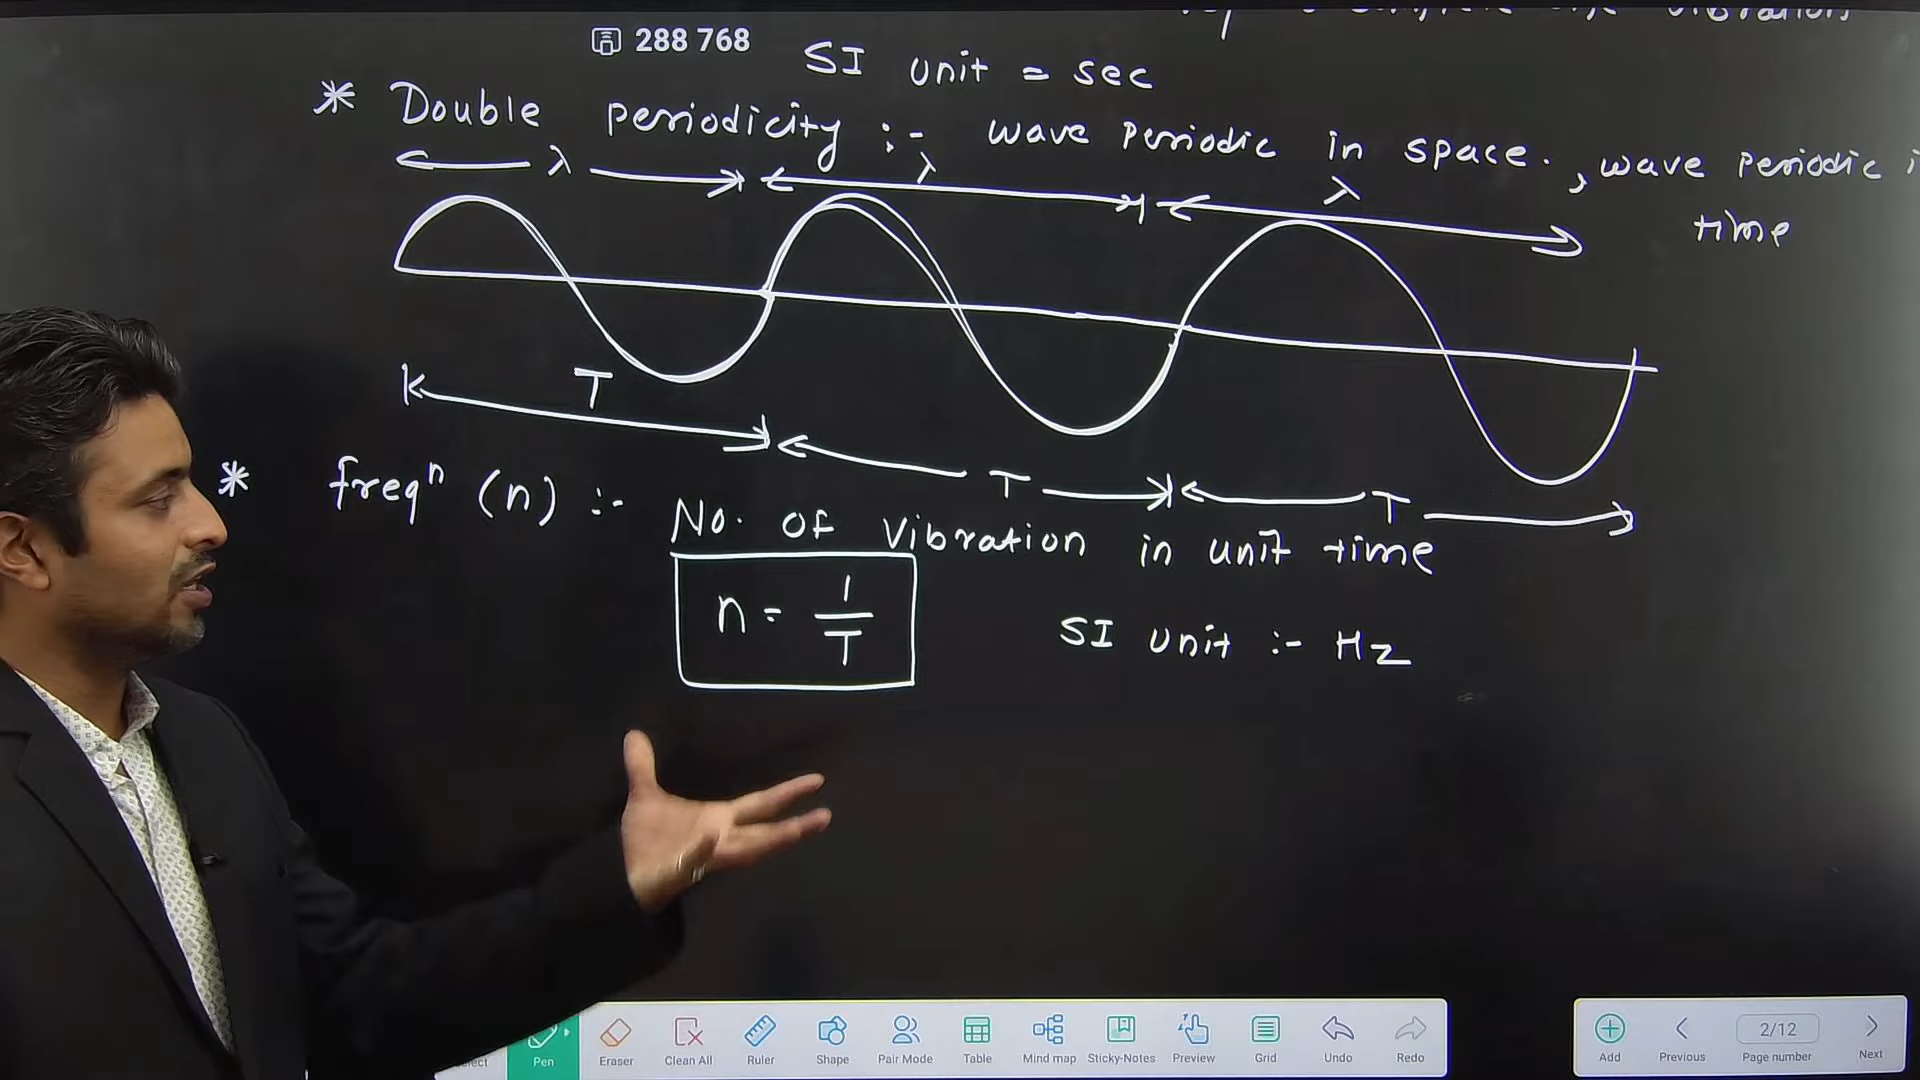 288 768
SI unit = sec
* Double periodicity :- wave periodic in space. , wave periodic
time
λ λ λ
T
T T
* freqⁿ (n) :- No. of vibration in unit time
n = 1/T
SI unit :- Hz
Pen Eraser Clean All Ruler Shape Pair Mode Table Mind map Sticky-Notes Preview Grid Undo Redo
Add Previous 2/12 Page number Next